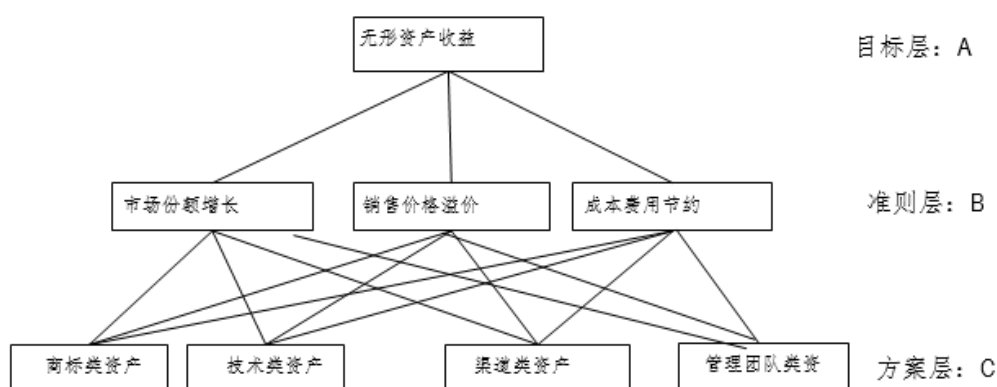 无形资产收益
目标层：A
市场份额增长
销售价格溢价
成本费用节约
准则层：B
商标类资产
技术类资产
渠道类资产
管理团队类资
方案层：C